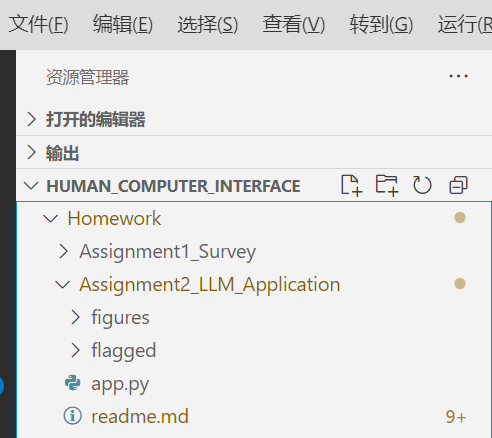 文件(F) 编辑(E) 选择(S) 查看(V) 转到(G) 运行(R
资源管理器
打开的编辑器
输出
HUMAN_COMPUTER_INTERFACE
Homework
Assignment1_Survey
Assignment2_LLM_Application
figures
flagged
app.py
readme.md 9+